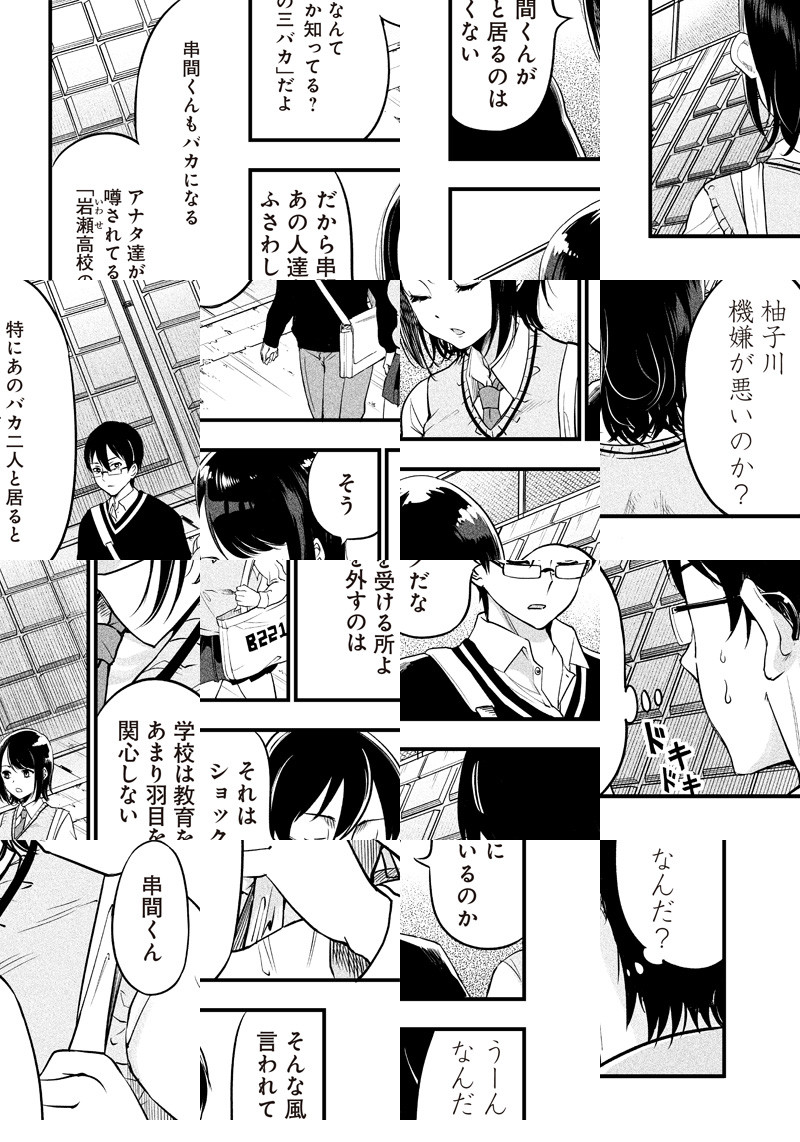 間くんが
と居るのは
くない
なんて
か知ってる?
の三バカ」だよ
串間くんもバカになる
アナタ達が
噂されてる
「岩瀬高校の
いわせ
だから串
あの人達
ふさわし
柚子川
機嫌が悪いのか?
そう
特にあのバカ二人と居ると
だな
受ける所よ
外すのは
B221
ドキ
ドキ
それは
ショック
学校は教育を
あまり羽目を
関心しない
なんだ?
に
いるのか
串間くん
うーん
なんだ
そんな風
言われて